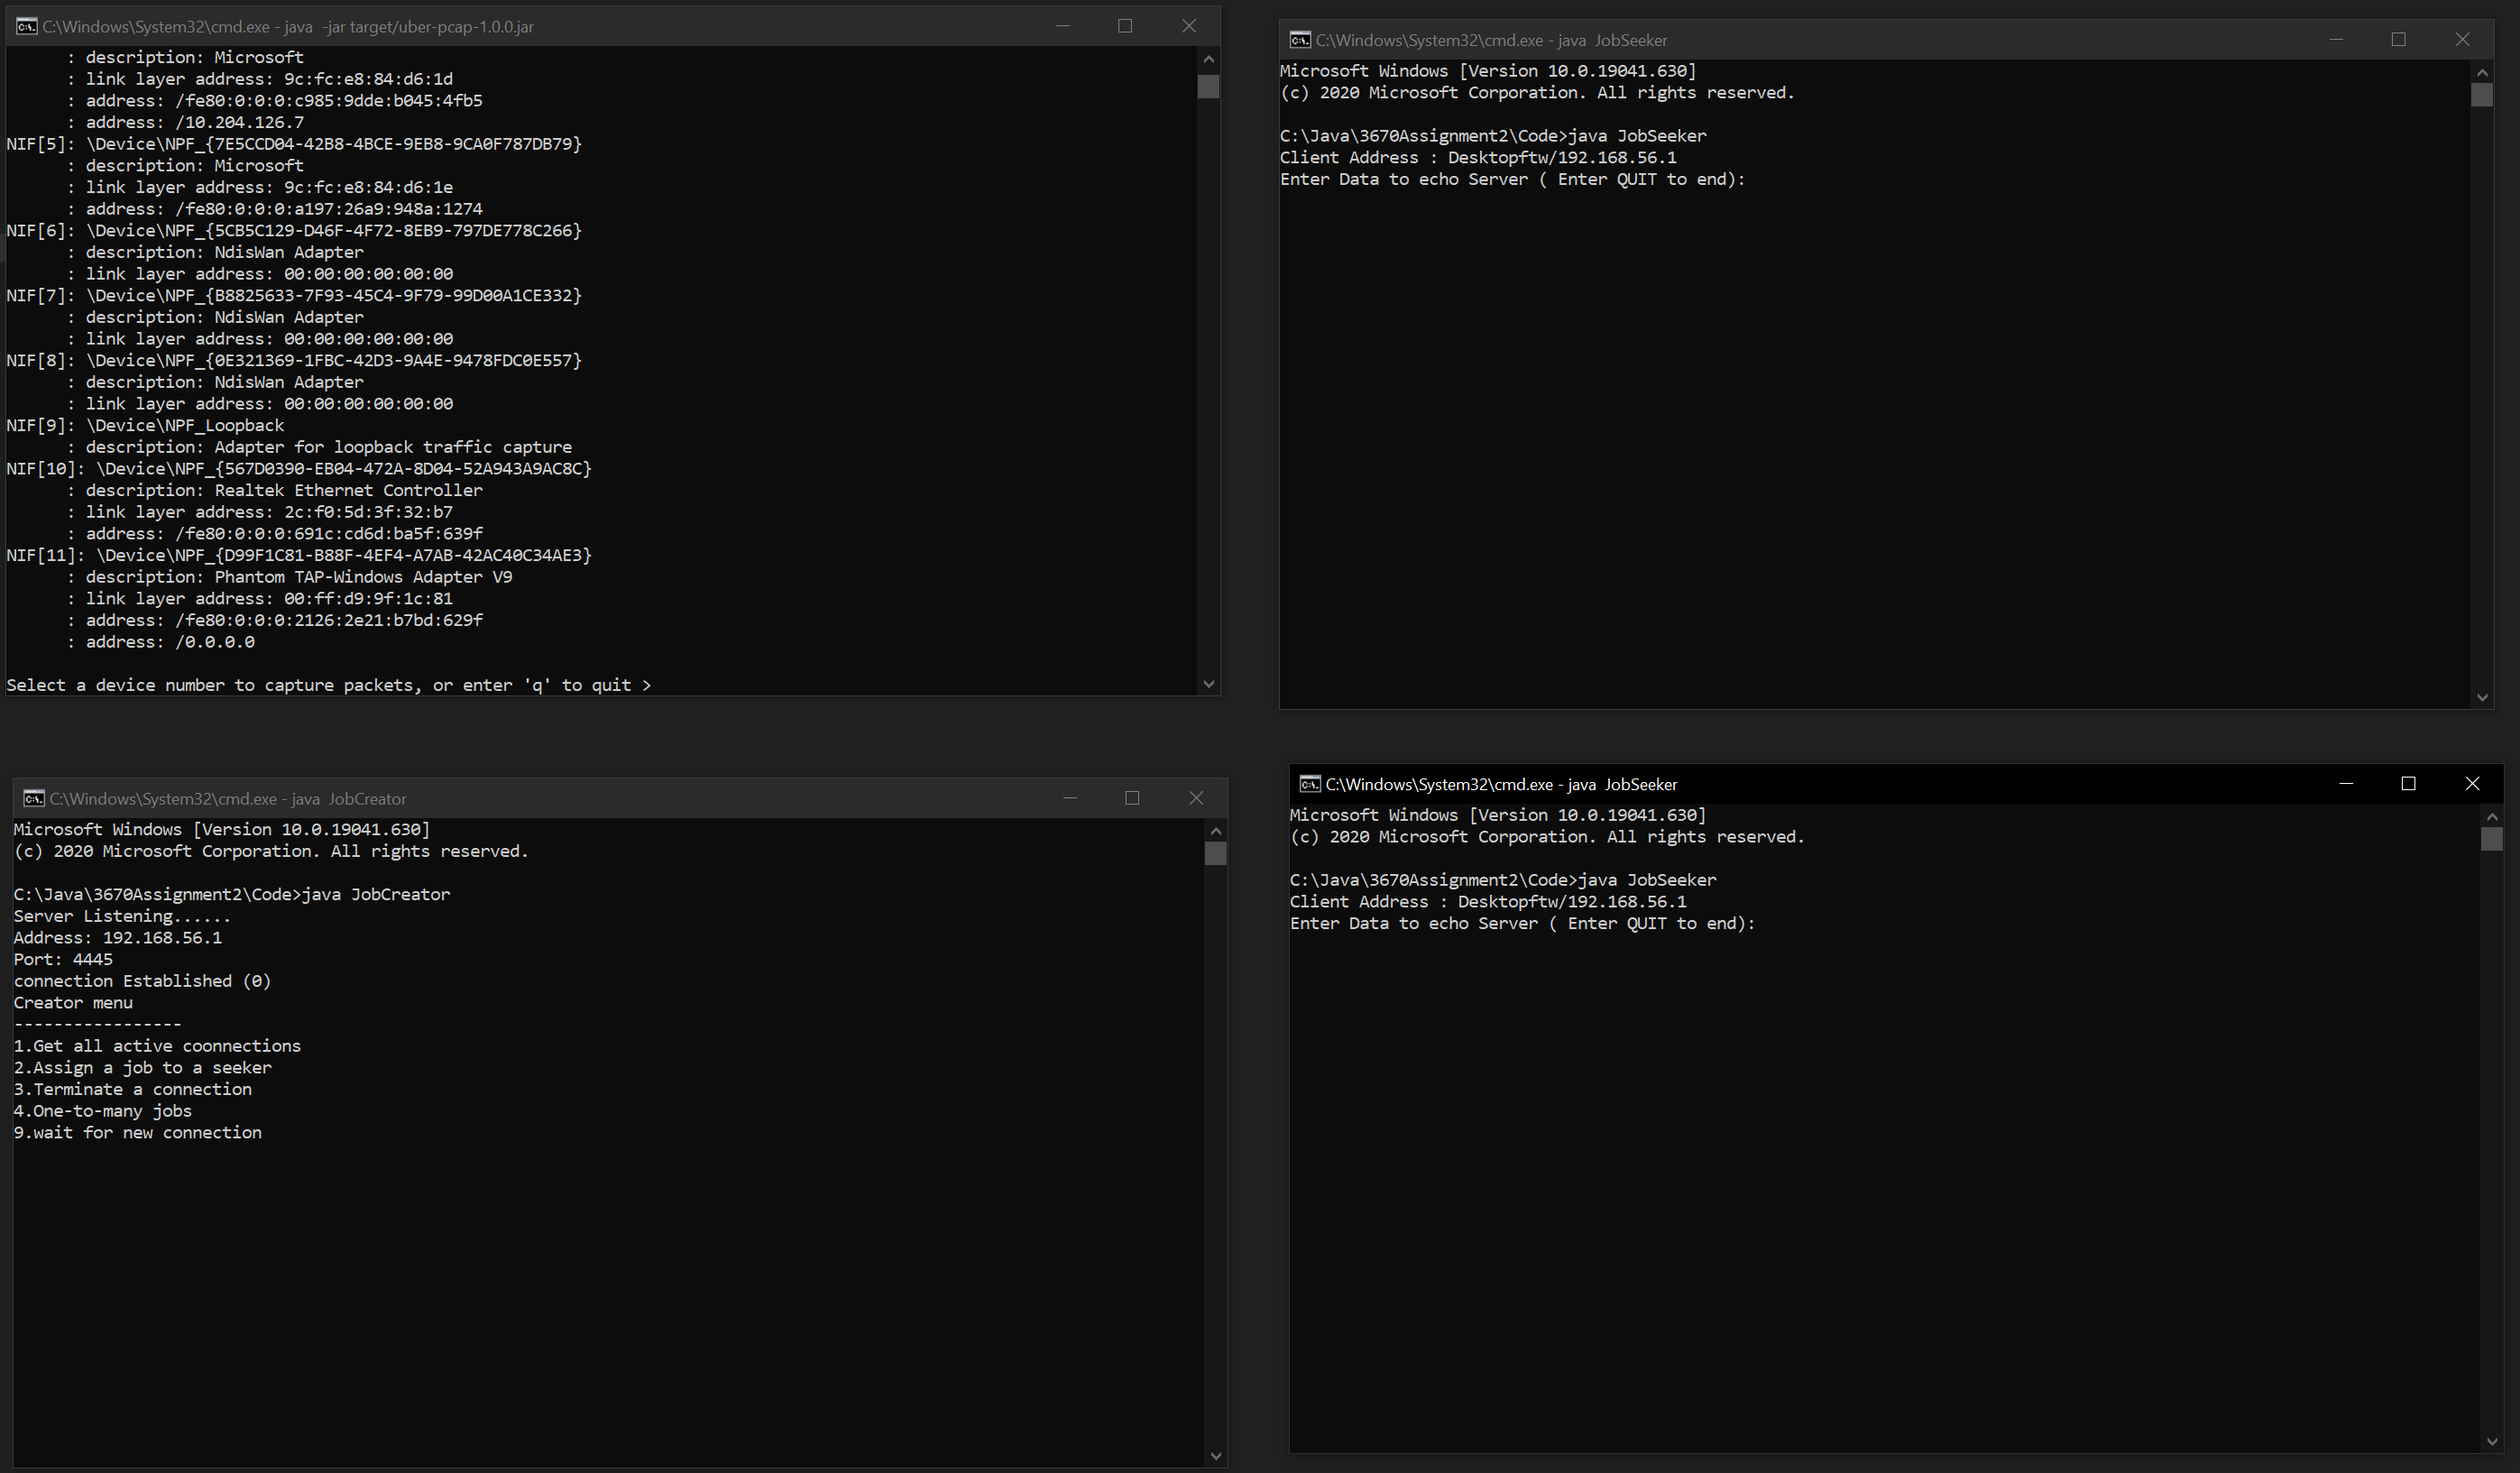 C:\Windows\System32\cmd.exe - java  -jar target/uber-pcap-1.0.0.jar
: description: Microsoft
: link layer address: 9c:fc:e8:84:d6:1d
: address: /fe80:0:0:0:c985:9dde:b045:4fb5
: address: /10.204.126.7
NIF[5]: \Device\NPF_{7E5CCD04-42B8-4BCE-9EB8-9CA0F787DB79}
: description: Microsoft
: link layer address: 9c:fc:e8:84:d6:1e
: address: /fe80:0:0:0:a197:26a9:948a:1274
NIF[6]: \Device\NPF_{5CB5C129-D46F-4F72-8EB9-797DE778C266}
: description: NdisWan Adapter
: link layer address: 00:00:00:00:00:00
NIF[7]: \Device\NPF_{B8825633-7F93-45C4-9F79-99D00A1CE332}
: description: NdisWan Adapter
: link layer address: 00:00:00:00:00:00
NIF[8]: \Device\NPF_{0E321369-1FBC-42D3-9A4E-9478FDC0E557}
: description: NdisWan Adapter
: link layer address: 00:00:00:00:00:00
NIF[9]: \Device\NPF_Loopback
: description: Adapter for loopback traffic capture
NIF[10]: \Device\NPF_{567D0390-EB04-472A-8D04-52A943A9AC8C}
: description: Realtek Ethernet Controller
: link layer address: 2c:f0:5d:3f:32:b7
: address: /fe80:0:0:0:691c:cd6d:ba5f:639f
NIF[11]: \Device\NPF_{D99F1C81-B88F-4EF4-A7AB-42AC40C34AE3}
: description: Phantom TAP-Windows Adapter V9
: link layer address: 00:ff:d9:9f:1c:81
: address: /fe80:0:0:0:2126:2e21:b7bd:629f
: address: /0.0.0.0
Select a device number to capture packets, or enter 'q' to quit >
C:\Windows\System32\cmd.exe - java  JobSeeker
Microsoft Windows [Version 10.0.19041.630]
(c) 2020 Microsoft Corporation. All rights reserved.
C:\Java\3670Assignment2\Code>java JobSeeker
Client Address : Desktopftw/192.168.56.1
Enter Data to echo Server ( Enter QUIT to end):
C:\Windows\System32\cmd.exe - java  JobCreator
Microsoft Windows [Version 10.0.19041.630]
(c) 2020 Microsoft Corporation. All rights reserved.
C:\Java\3670Assignment2\Code>java JobCreator
Server Listening......
Address: 192.168.56.1
Port: 4445
connection Established (0)
Creator menu
-----------------
1.Get all active coonnections
2.Assign a job to a seeker
3.Terminate a connection
4.One-to-many jobs
9.wait for new connection
C:\Windows\System32\cmd.exe - java  JobSeeker
Microsoft Windows [Version 10.0.19041.630]
(c) 2020 Microsoft Corporation. All rights reserved.
C:\Java\3670Assignment2\Code>java JobSeeker
Client Address : Desktopftw/192.168.56.1
Enter Data to echo Server ( Enter QUIT to end):